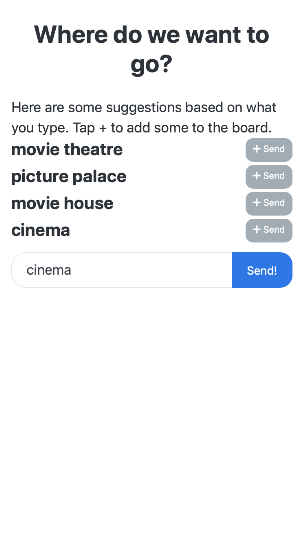 Where do we want to
go?
Here are some suggestions based on what
you type. Tap + to add some to the board.
movie theatre
+ Send
picture palace
+ Send
movie house
+ Send
cinema
+ Send
cinema
Send!